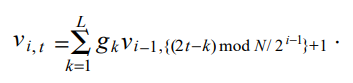 v_{i,t} = \sum_{k=1}^{L} g_k v_{i-1,\{(2t-k) \bmod N/2^{i-1}\}+1} .